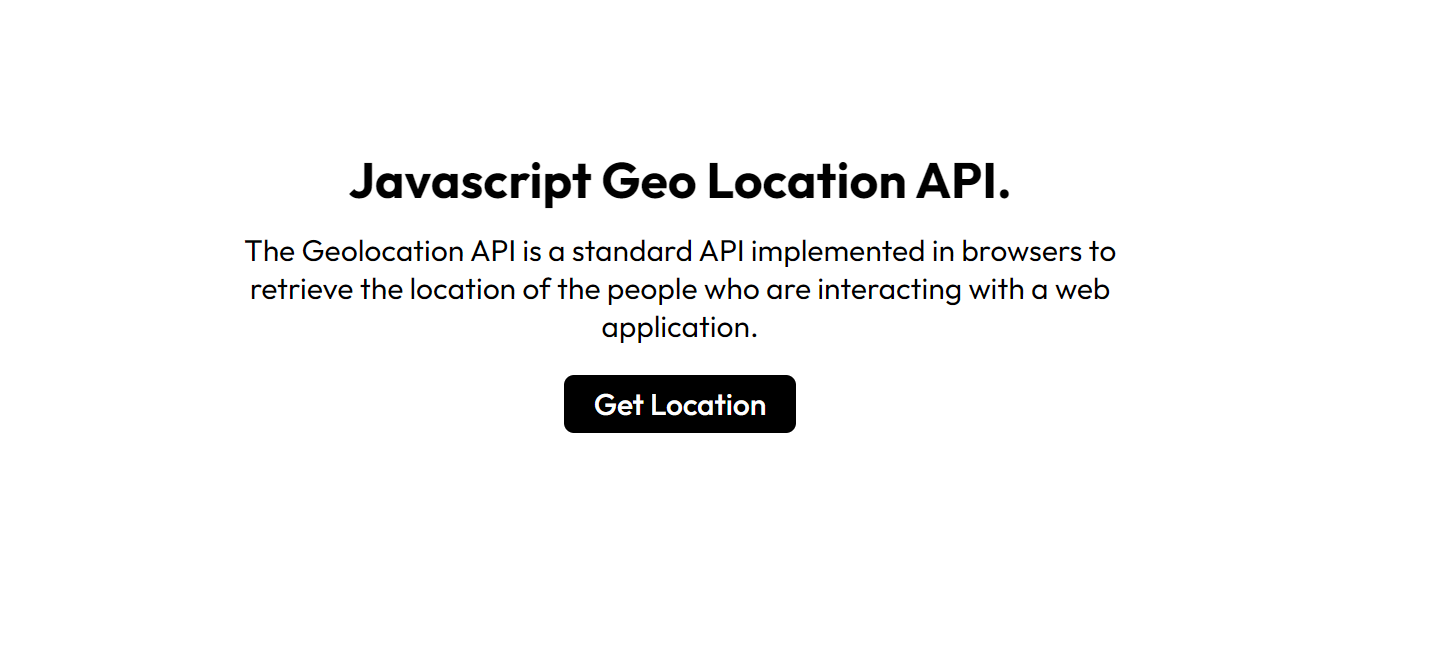 Javascript Geo Location API.
The Geolocation API is a standard API implemented in browsers to
retrieve the location of the people who are interacting with a web
application.
Get Location